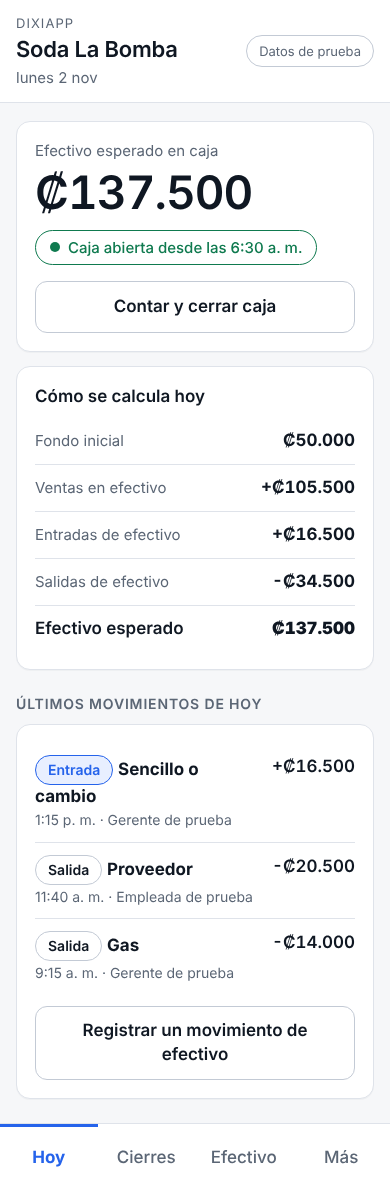 DIXIAPP
Soda La Bomba
lunes 2 nov
Datos de prueba
Efectivo esperado en caja
₡137.500
Caja abierta desde las 6:30 a. m.
Contar y cerrar caja
Cómo se calcula hoy
Fondo inicial ₡50.000
Ventas en efectivo +₡105.500
Entradas de efectivo +₡16.500
Salidas de efectivo -₡34.500
Efectivo esperado ₡137.500
ÚLTIMOS MOVIMIENTOS DE HOY
Entrada Sencillo o +₡16.500
cambio
1:15 p. m. · Gerente de prueba
Salida Proveedor -₡20.500
11:40 a. m. · Empleada de prueba
Salida Gas -₡14.000
9:15 a. m. · Gerente de prueba
Registrar un movimiento de
efectivo
Hoy Cierres Efectivo Más